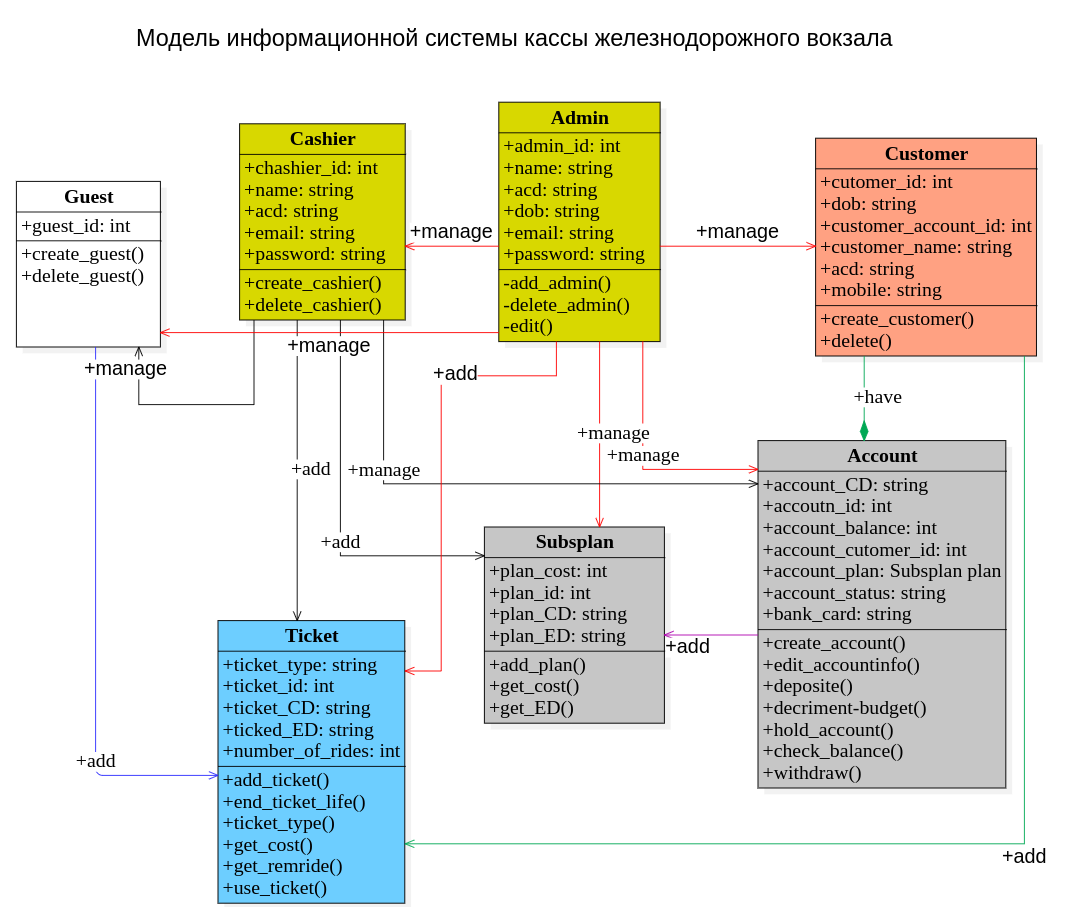 Модель информационной системы кассы железнодорожного вокзала
Guest
+guest_id: int
+create_guest()
+delete_guest()
Cashier
+chashier_id: int
+name: string
+acd: string
+email: string
+password: string
+create_cashier()
+delete_cashier()
Admin
+admin_id: int
+name: string
+acd: string
+dob: string
+email: string
+password: string
-add_admin()
-delete_admin()
-edit()
Customer
+cutomer_id: int
+dob: string
+customer_account_id: int
+customer_name: string
+acd: string
+mobile: string
+create_customer()
+delete()
+manage
+manage
+manage
+manage
+add
+have
+manage
+manage
+add
+manage
+add
Account
+account_CD: string
+accoutn_id: int
+account_balance: int
+account_cutomer_id: int
+account_plan: Subsplan plan
+account_status: string
+bank_card: string
+create_account()
+edit_accountinfo()
+deposite()
+decriment-budget()
+hold_account()
+check_balance()
+withdraw()
Subsplan
+plan_cost: int
+plan_id: int
+plan_CD: string
+plan_ED: string
+add_plan()
+get_cost()
+get_ED()
+add
Ticket
+ticket_type: string
+ticket_id: int
+ticket_CD: string
+ticked_ED: string
+number_of_rides: int
+add_ticket()
+end_ticket_life()
+ticket_type()
+get_cost()
+get_remride()
+use_ticket()
+add
+add